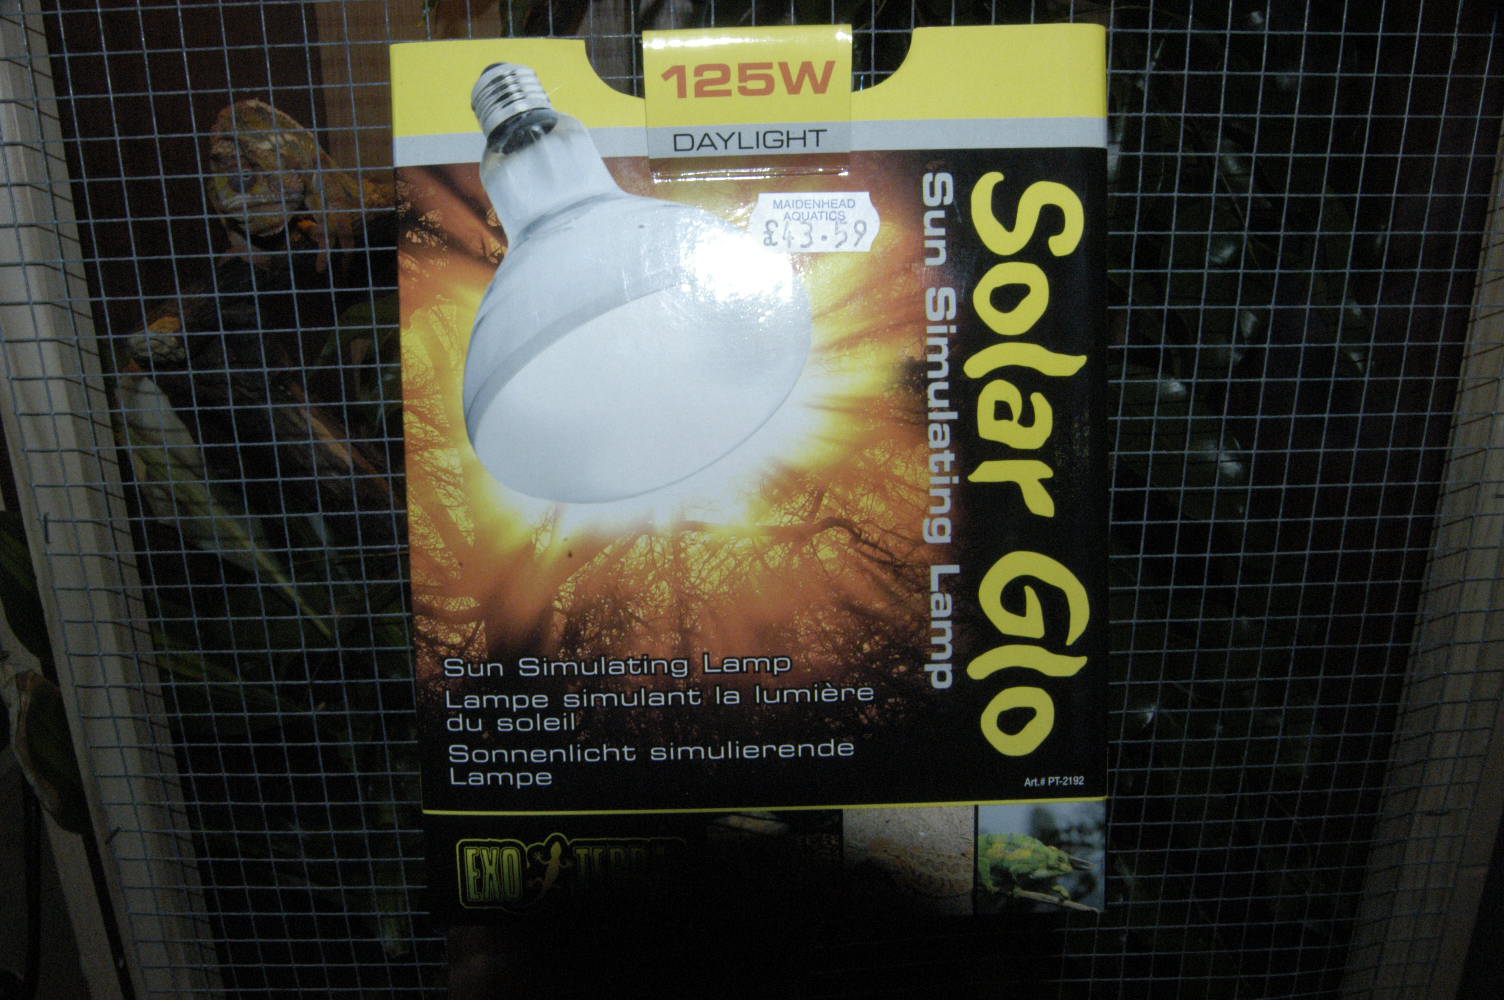 125W
DAYLIGHT
MAIDENHEAD
AQUATICS
£43.59
Solar Glo
Sun Simulating Lamp
Sun Simulating Lamp
Lampe simulant la lumière
du soleil
Sonnenlicht simulierende
Lampe
Art.# PT-2192
EXO TERRA